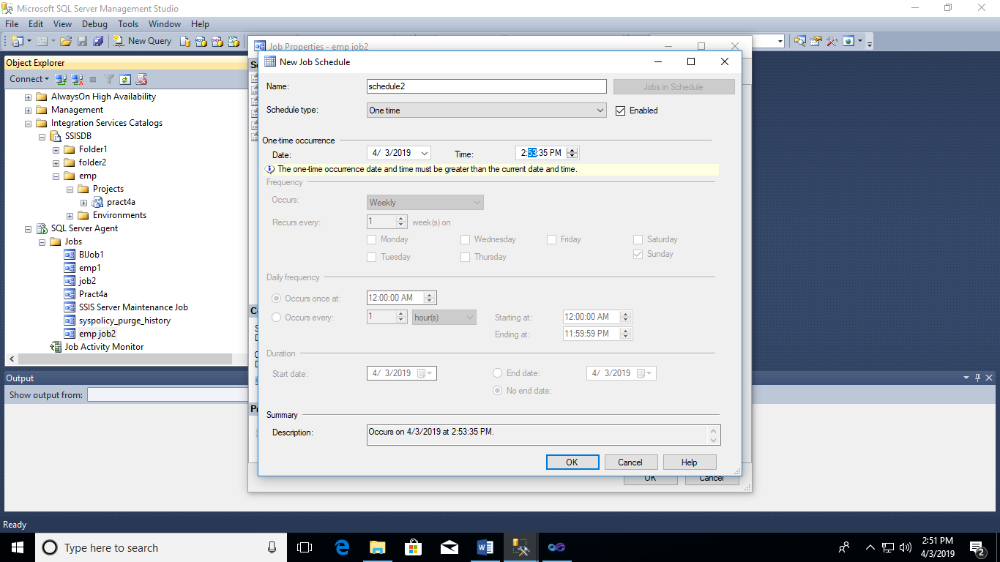 Microsoft SQL Server Management Studio
File Edit View Debug Tools Window Help
New Query
Object Explorer
Connect
AlwaysOn High Availability
Management
Integration Services Catalogs
SSISDB
Folder1
folder2
emp
Projects
pract4a
Environments
SQL Server Agent
Jobs
BIJob1
emp1
job2
Pract4a
SSIS Server Maintenance Job
syspolicy_purge_history
emp job2
Job Activity Monitor
Output
Show output from:
Ready
Job Properties - emp job2
New Job Schedule
Name: schedule2 Jobs in Schedule
Schedule type: One time Enabled
One-time occurrence
Date: 4/ 3/2019 Time: 2:53:35 PM
The one-time occurrence date and time must be greater than the current date and time.
Frequency
Occurs: Weekly
Recurs every: 1 week(s) on
Monday Wednesday Friday Saturday
Tuesday Thursday Sunday
Daily frequency
Occurs once at: 12:00:00 AM
Occurs every: 1 hour(s) Starting at: 12:00:00 AM
Ending at: 11:59:59 PM
Duration
Start date: 4/ 3/2019 End date: 4/ 3/2019
No end date:
Summary
Description: Occurs on 4/3/2019 at 2:53:35 PM.
OK Cancel Help
OK Cancel
Type here to search
2:51 PM
4/3/2019
2